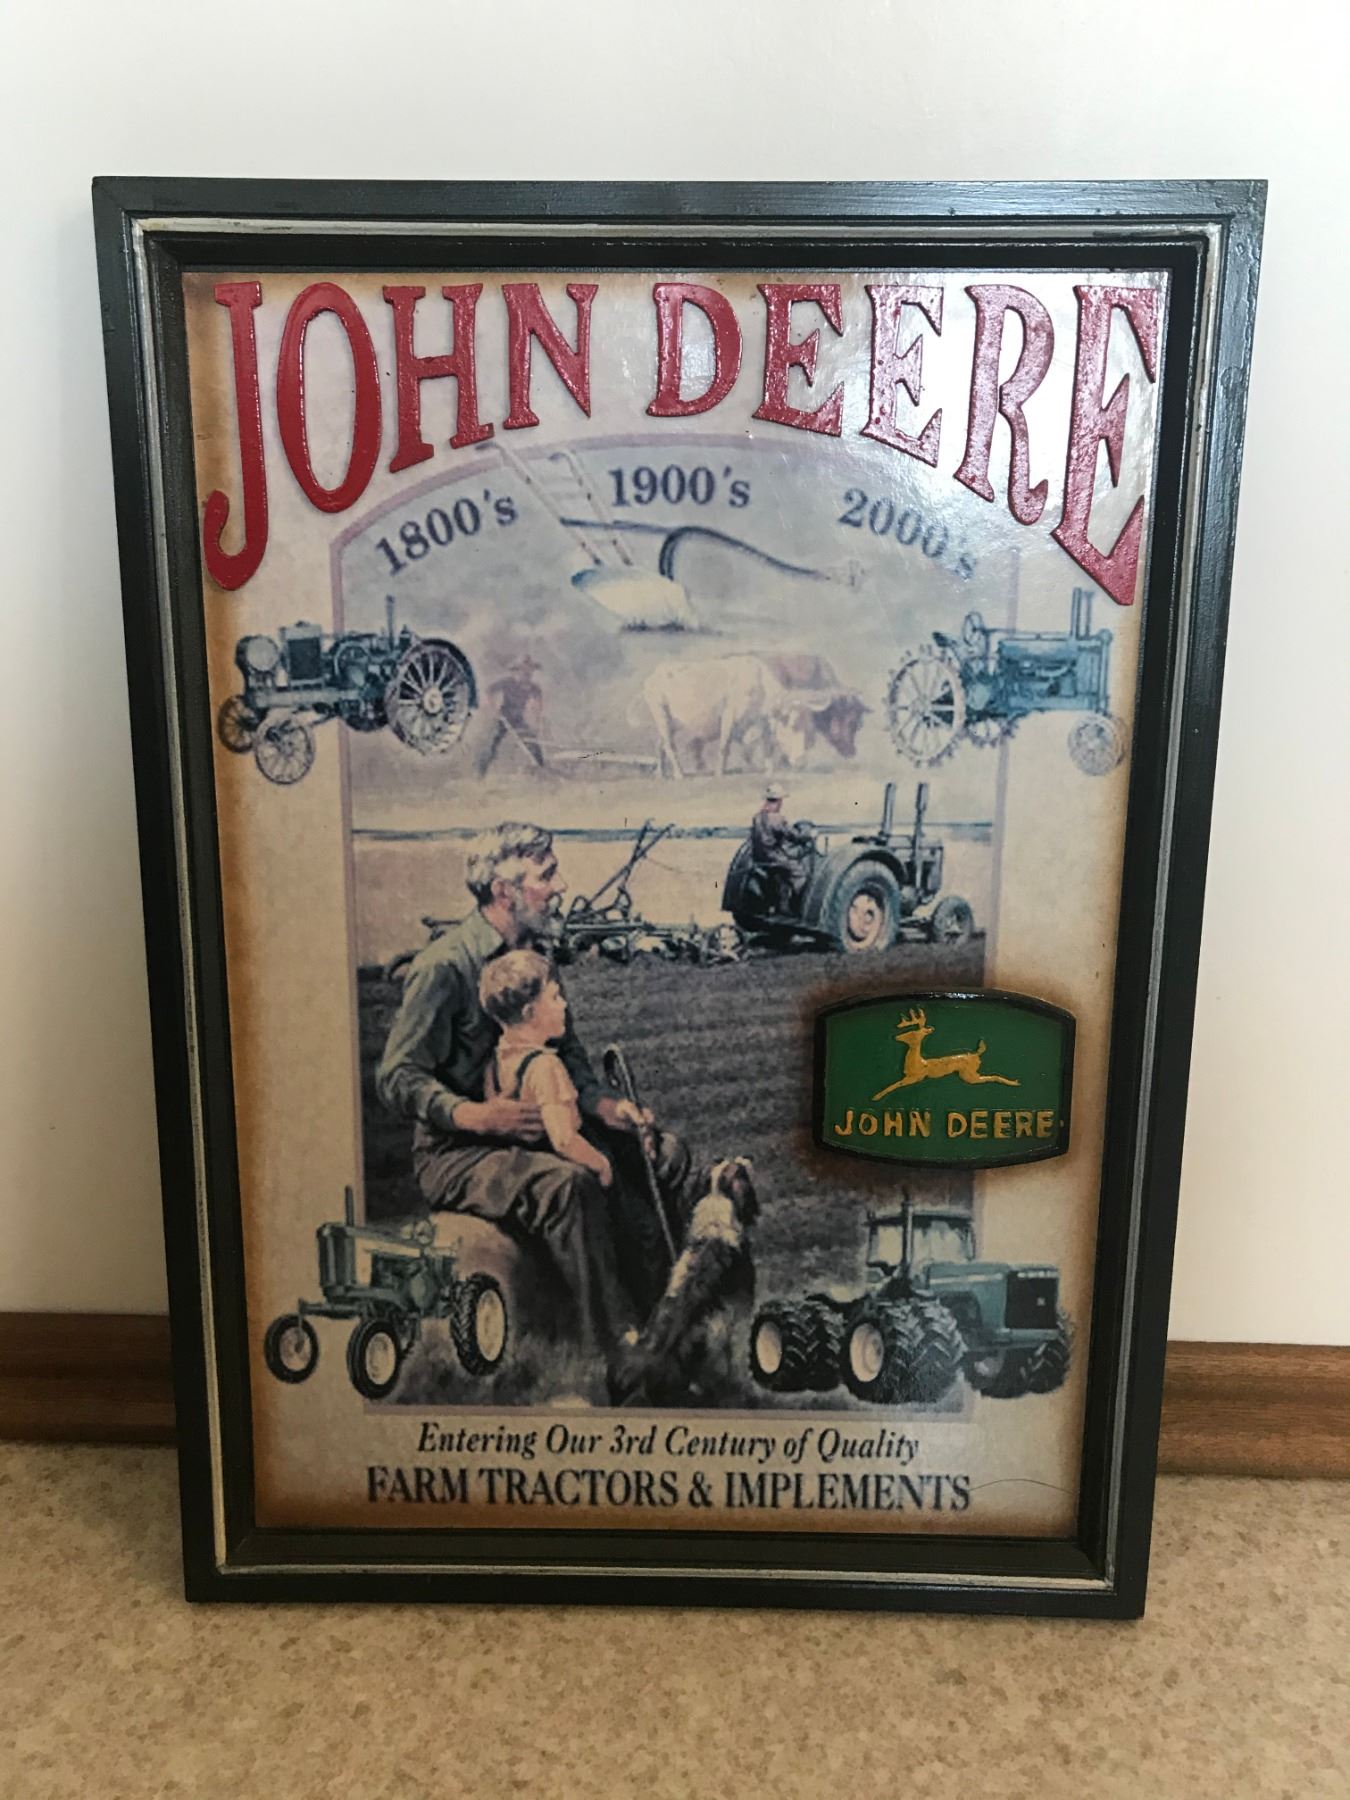 JOHN DEERE
1800's 1900's 2000's
JOHN DEERE
Entering Our 3rd Century of Quality
FARM TRACTORS & IMPLEMENTS